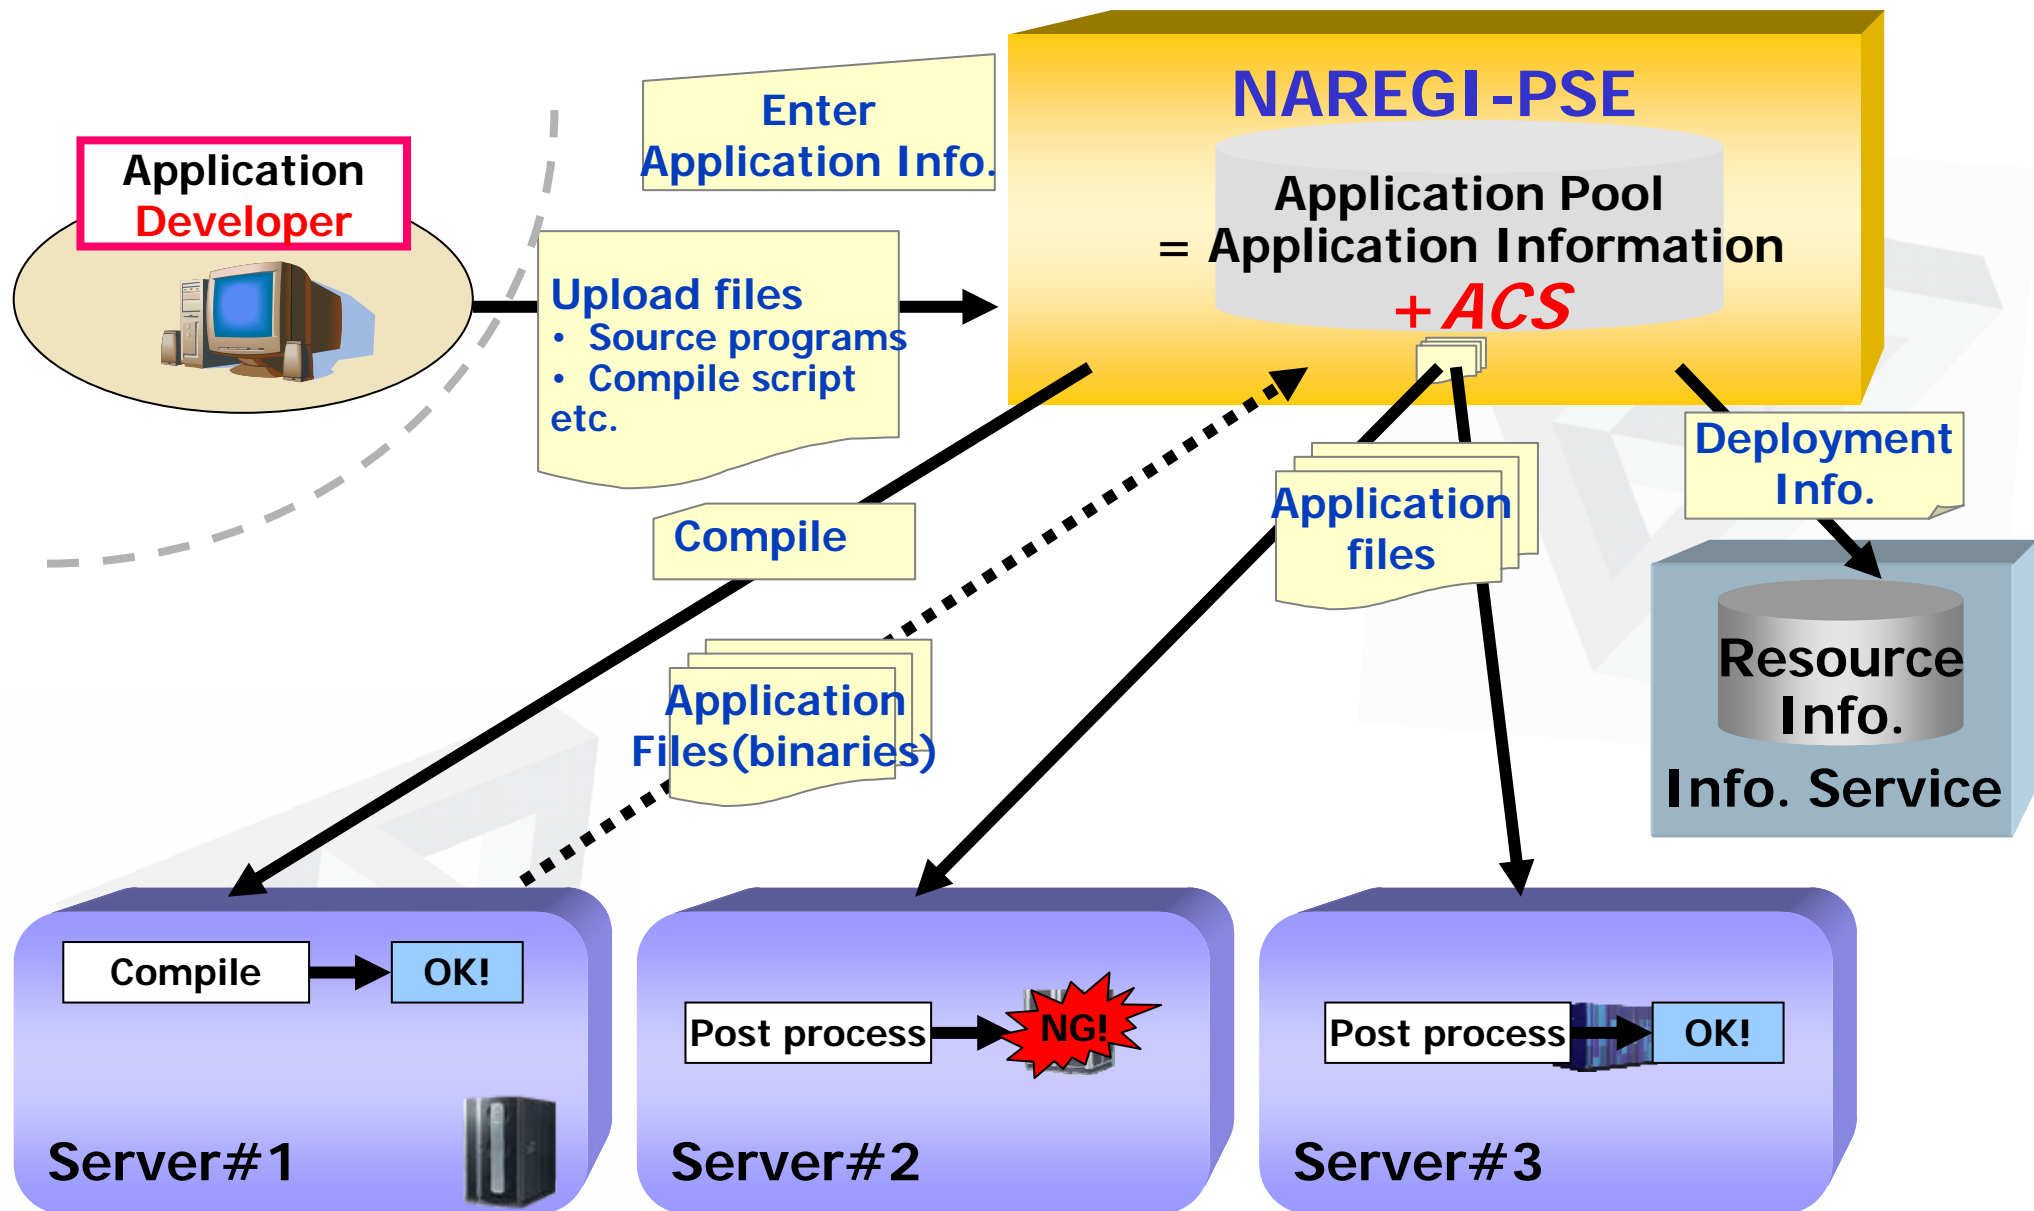 Application
Developer
Enter
Application Info.
NAREGI-PSE
Application Pool
= Application Information
+ACS
Upload files
• Source programs
• Compile script
etc.
Compile
Application
files
Deployment
Info.
Application
Files(binaries)
Resource
Info.
Info. Service
Compile
OK!
Server#1
Post process
NG!
Server#2
Post process
OK!
Server#3